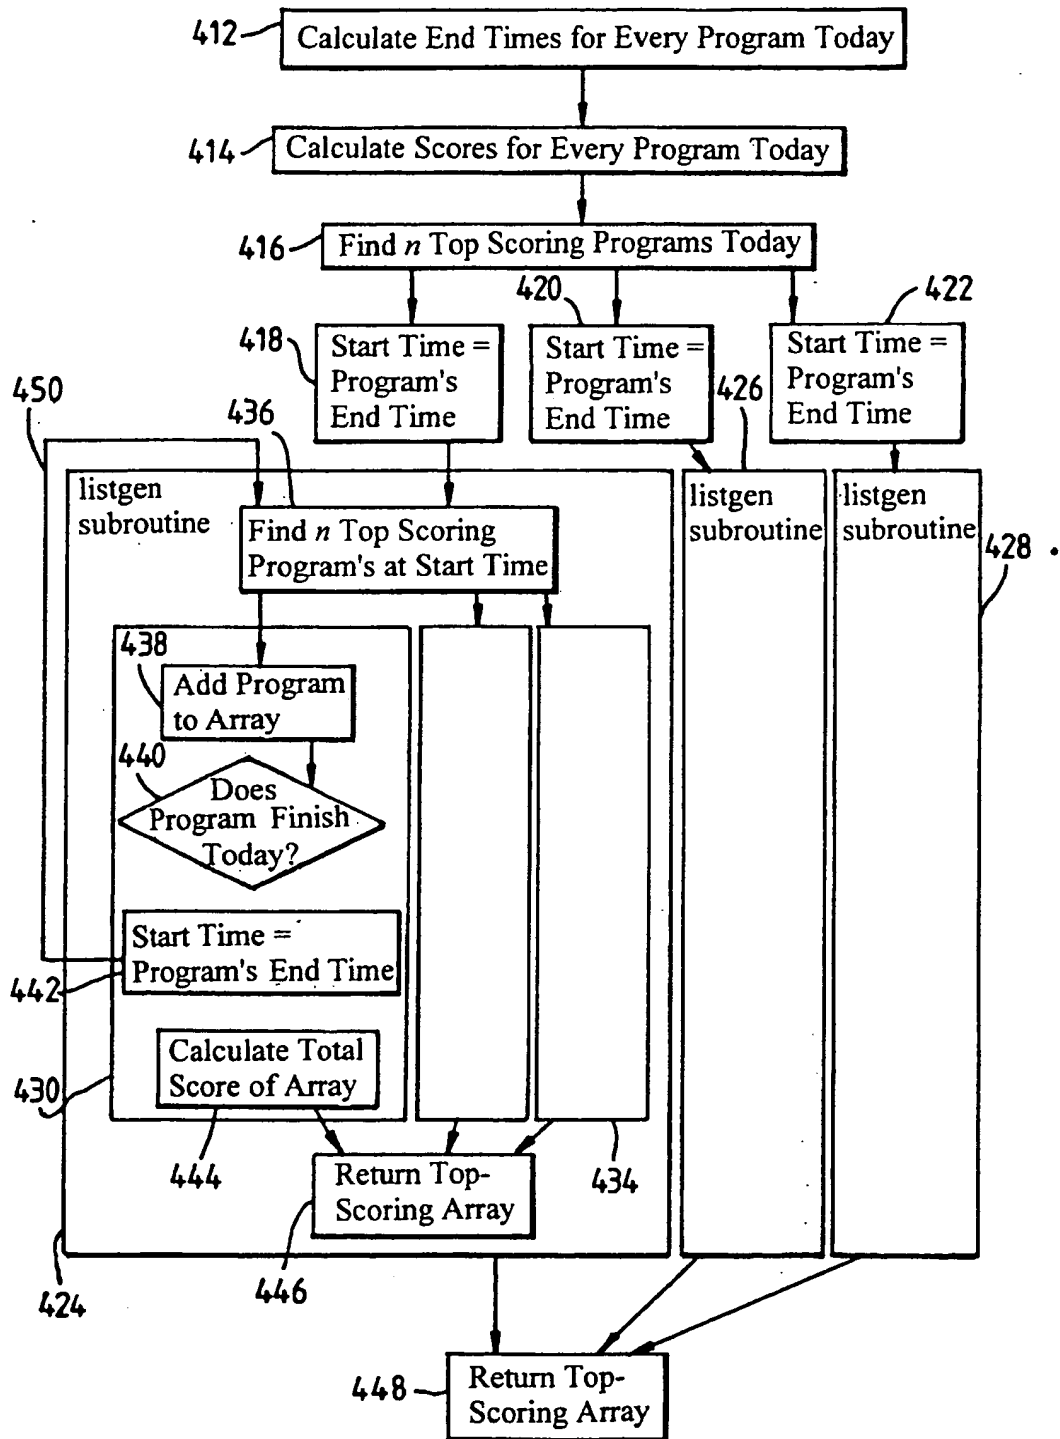 412
Calculate End Times for Every Program Today
414
Calculate Scores for Every Program Today
416
Find n Top Scoring Programs Today
418
Start Time =
Program's
End Time
420
Start Time =
Program's
End Time
422
Start Time =
Program's
End Time
450
436
426
listgen
subroutine
Find n Top Scoring
Program's at Start Time
listgen
subroutine
listgen
subroutine
428
438
Add Program
to Array
440
Does
Program Finish
Today?
Start Time =
Program's End Time
442
Calculate Total
Score of Array
430
444
434
Return Top-
Scoring Array
446
424
448
Return Top-
Scoring Array